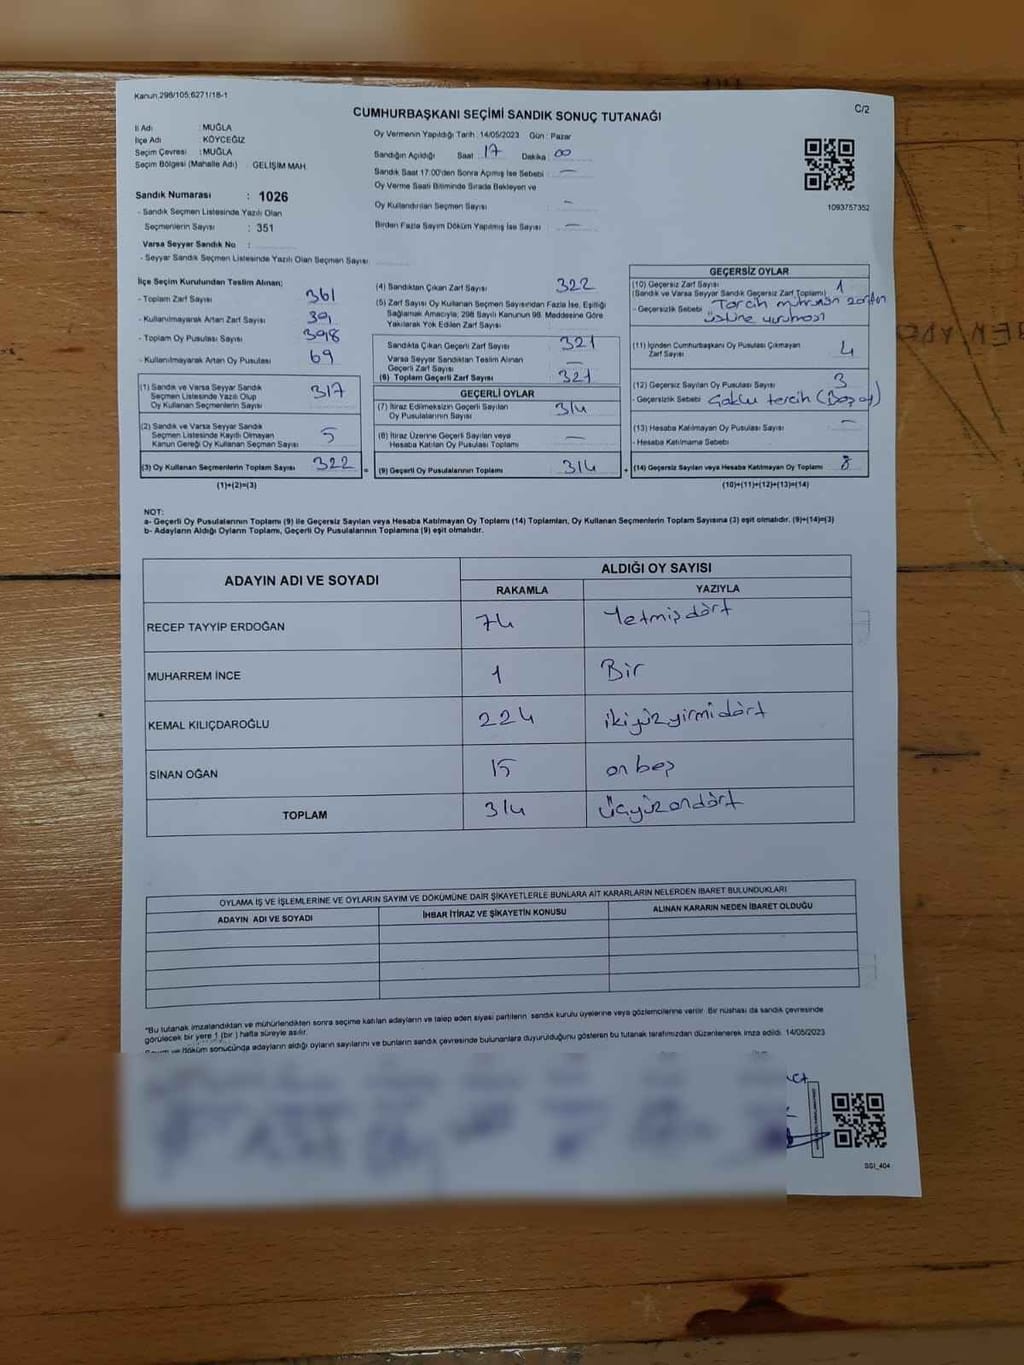 Kanun.298/105;6271/18-1
C/2
CUMHURBAŞKANI SEÇİMİ SANDIK SONUÇ TUTANAĞI
İl Adı : MUĞLA
İlçe Adı : KÖYCEĞİZ
Seçim Çevresi : MUĞLA
Seçim Bölgesi (Mahalle Adı) GELİŞİM MAH.
Sandık Numarası : 1026
- Sandık Seçmen Listesinde Yazılı Olan
Seçmenlerin Sayısı : 351
Varsa Seyyar Sandık No :
- Seyyar Sandık Seçmen Listesinde Yazılı Olan Seçmen Sayısı
Oy Vermenin Yapıldığı Tarih :14/05/2023 Gün : Pazar
Sandığın Açıldığı Saat : 17 Dakika : 00
Sandık Saat 17:00'den Sonra Açılmış İse Sebebi : —
Oy Verme Saati Bitiminde Sırada Bekleyen ve
Oy Kullandırılan Seçmen Sayısı : —
Birden Fazla Sayım Döküm Yapılmış İse Sayısı : —
1093757352
İlçe Seçim Kurulundan Teslim Alınan;
- Toplam Zarf Sayısı 361
- Kullanılmayarak Artan Zarf Sayısı 39
- Toplam Oy Pusulası Sayısı 398
- Kullanılmayarak Artan Oy Pusulası 69
(1) Sandık ve Varsa Seyyar Sandık
Seçmen Listesinde Yazılı Olup
Oy Kullanan Seçmenlerin Sayısı 317
(2) Sandık ve Varsa Seyyar Sandık
Seçmen Listesinde Kayıtlı Olmayan
Kanun Gereği Oy Kullanan Seçmen Sayısı 5
(3) Oy Kullanan Seçmenlerin Toplam Sayısı 322 =
(1)+(2)=(3)
(4) Sandıktan Çıkan Zarf Sayısı 322
(5) Zarf Sayısı Oy Kullanan Seçmen Sayısından Fazla İse, Eşitliği
Sağlamak Amacıyla, 298 Sayılı Kanunun 98. Maddesine Göre
Yakılarak Yok Edilen Zarf Sayısı
Sandıkta Çıkan Geçerli Zarf Sayısı 321
Varsa Seyyar Sandıktan Teslim Alınan
Geçerli Zarf Sayısı —
(6) Toplam Geçerli Zarf Sayısı 321
GEÇERLİ OYLAR
(7) İtiraz Edilmeksizin Geçerli Sayılan
Oy Pusulalarının Sayısı 314
(8) İtiraz Üzerine Geçerli Sayılan veya
Hesaba Katılan Oy Pusulası Toplamı —
(9) Geçerli Oy Pusulalarının Toplamı 314 +
GEÇERSİZ OYLAR
(10) Geçersiz Zarf Sayısı 1
(Sandık ve Varsa Seyyar Sandık Geçersiz Zarf Toplamı)
- Geçersizlik Sebebi Tercih mührünün zarfın
üstüne vurulması
(11) İçinden Cumhurbaşkanı Oy Pusulası Çıkmayan
Zarf Sayısı 4
(12) Geçersiz Sayılan Oy Pusulası Sayısı 3
- Geçersizlik Sebebi Çoklu tercih (Boş oy)
(13) Hesaba Katılmayan Oy Pusulası Sayısı —
- Hesaba Katılmama Sebebi
(14) Geçersiz Sayılan veya Hesaba Katılmayan Oy Toplamı 8
(10)+(11)+(12)+(13)=(14)
NOT:
a- Geçerli Oy Pusulalarının Toplamı (9) ile Geçersiz Sayılan veya Hesaba Katılmayan Oy Toplamı (14) Toplamları, Oy Kullanan Seçmenlerin Toplam Sayısına (3) eşit olmalıdır. (9)+(14)=(3)
b- Adayların Aldığı Oyların Toplamı, Geçerli Oy Pusulalarının Toplamına (9) eşit olmalıdır.
ADAYIN ADI VE SOYADI
ALDIĞI OY SAYISI
RAKAMLA YAZIYLA
RECEP TAYYİP ERDOĞAN 74 Yetmişdört
MUHARREM İNCE 1 Bir
KEMAL KILIÇDAROĞLU 224 ikiyüzyirmidört
SİNAN OĞAN 15 onbeş
TOPLAM 314 üçyüzondört
OYLAMA İŞ VE İŞLEMLERİNE VE OYLARIN SAYIM VE DÖKÜMÜNE DAİR ŞİKAYETLERLE BUNLARA AİT KARARLARIN NELERDEN İBARET BULUNDUKLARI
ADAYIN ADI VE SOYADI İHBAR İTİRAZ VE ŞİKAYETİN KONUSU ALINAN KARARIN NEDEN İBARET OLDUĞU
*Bu tutanak imzalandıktan ve mühürlendikten sonra seçime katılan adayların ve talep eden siyasi partilerin sandık kurulu üyelerine veya gözlemcilerine verilir. Bir nüshası da sandık çevresinde
görülecek bir yere 1 (bir) hafta süreyle asılır.
Sayım ve döküm sonucunda adayların aldığı oyların sayılarını ve bunların sandık çevresinde bulunanlara duyurulduğunu gösteren bu tutanak tarafımızdan düzenlenerek imza edildi. 14/05/2023
SSI_404